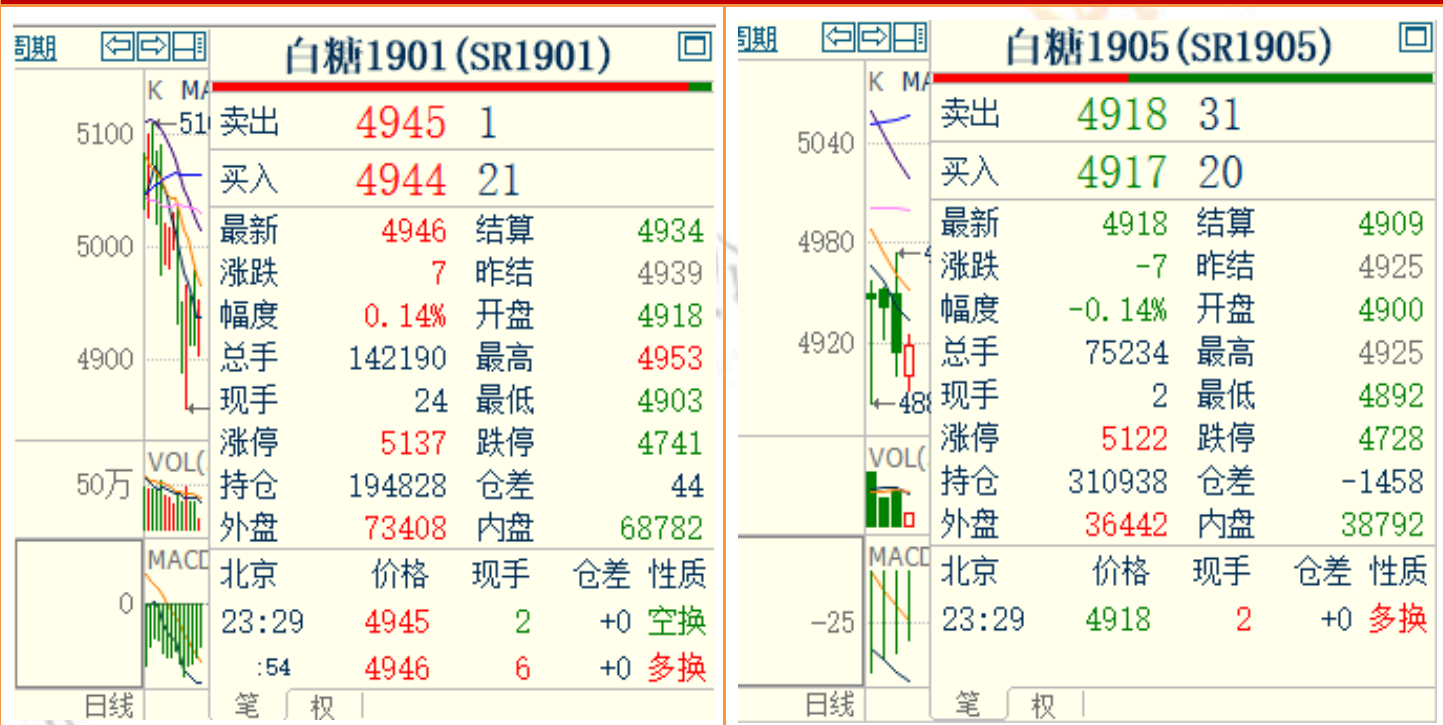 周期
白糖1901(SR1901)
K MA
5100
510
5000
4900
卖出 4945 1
买入 4944 21
最新 4946 结算 4934
涨跌 7 昨结 4939
幅度 0.14% 开盘 4918
总手 142190 最高 4953
现手 24 最低 4903
涨停 5137 跌停 4741
VOL(
50万
持仓 194828 仓差 44
外盘 73408 内盘 68782
MACD
0
北京 价格 现手 仓差 性质
23:29 4945 2 +0 空换
:54 4946 6 +0 多换
日线
笔 权
周期
白糖1905(SR1905)
K MA
5040
4980
4920
488
卖出 4918 31
买入 4917 20
最新 4918 结算 4909
涨跌 -7 昨结 4925
幅度 -0.14% 开盘 4900
总手 75234 最高 4925
现手 2 最低 4892
涨停 5122 跌停 4728
VOL(
持仓 310938 仓差 -1458
外盘 36442 内盘 38792
MACD
-25
北京 价格 现手 仓差 性质
23:29 4918 2 +0 多换
日线
笔 权